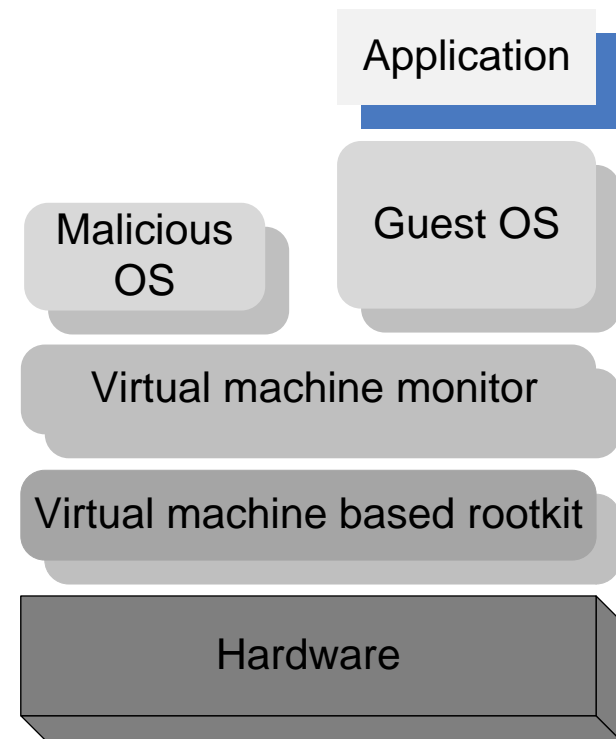 Application
Guest OS
Malicious
OS
Virtual machine monitor
Virtual machine based rootkit
Hardware